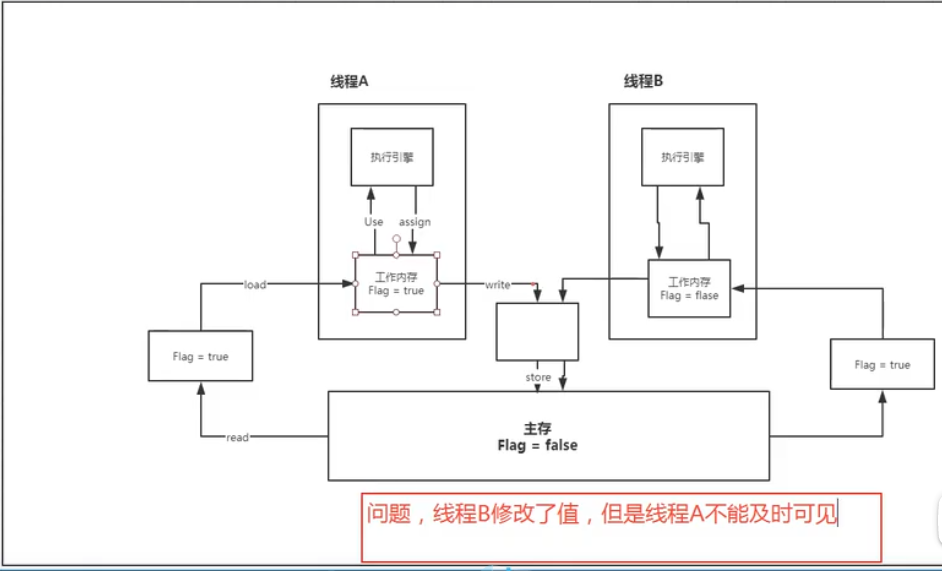 线程A
线程B
执行引擎
执行引擎
Use
assign
工作内存
Flag = true
工作内存
Flag = flase
load
write
Flag = true
Flag = true
store
主存
Flag = false
read
问题，线程B修改了值，但是线程A不能及时可见